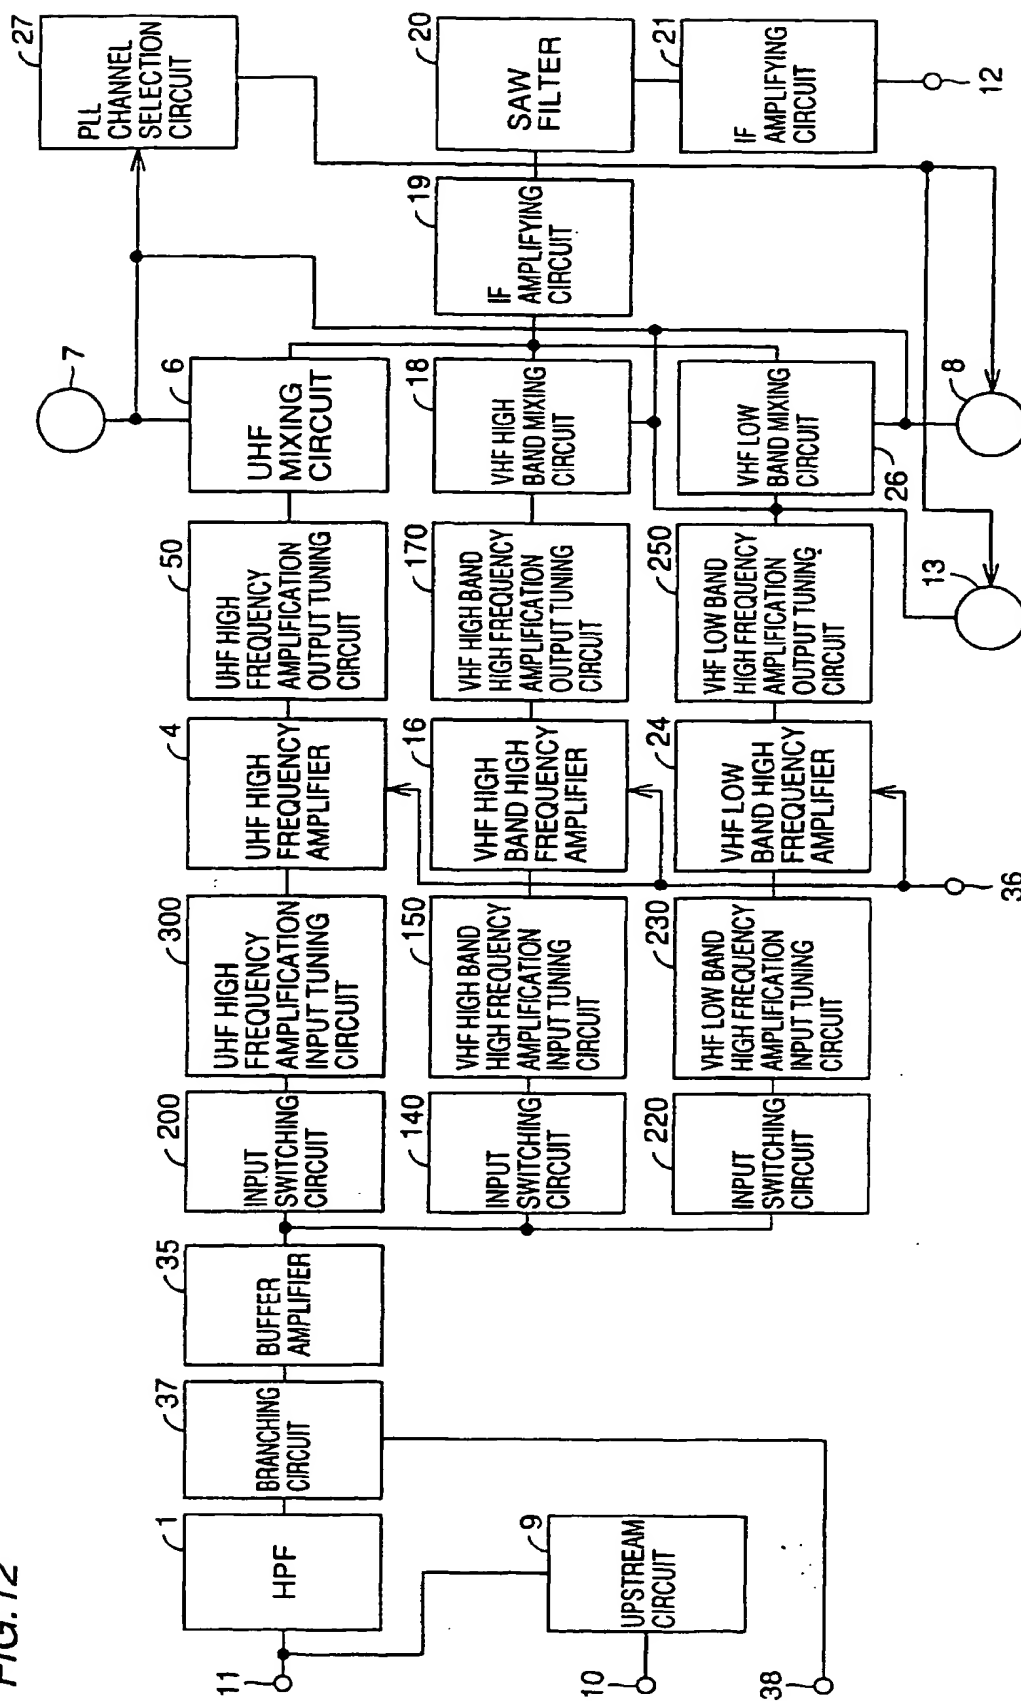 FIG.12
11
1
HPF
37
BRANCHING
CIRCUIT
35
BUFFER
AMPLIFIER
200
INPUT
SWITCHING
CIRCUIT
300
UHF HIGH
FREQUENCY
AMPLIFICATION
INPUT TUNING
CIRCUIT
4
UHF HIGH
FREQUENCY
AMPLIFIER
50
UHF HIGH
FREQUENCY
AMPLIFICATION
OUTPUT TUNING
CIRCUIT
6
UHF
MIXING
CIRCUIT
7
27
PLL
CHANNEL
SELECTION
CIRCUIT
140
INPUT
SWITCHING
CIRCUIT
150
VHF HIGH BAND
HIGH FREQUENCY
AMPLIFICATION
INPUT TUNING
CIRCUIT
16
VHF HIGH
BAND HIGH
FREQUENCY
AMPLIFIER
170
VHF HIGH BAND
HIGH FREQUENCY
AMPLIFICATION
OUTPUT TUNING
CIRCUIT
18
VHF HIGH
BAND MIXING
CIRCUIT
19
IF
AMPLIFYING
CIRCUIT
20
SAW
FILTER
21
IF
AMPLIFYING
CIRCUIT
12
10
9
UPSTREAM
CIRCUIT
220
INPUT
SWITCHING
CIRCUIT
230
VHF LOW BAND
HIGH FREQUENCY
AMPLIFICATION
INPUT TUNING
CIRCUIT
24
VHF LOW
BAND HIGH
FREQUENCY
AMPLIFIER
250
VHF LOW BAND
HIGH FREQUENCY
AMPLIFICATION
OUTPUT TUNING
CIRCUIT
VHF LOW
BAND MIXING
CIRCUIT
26
38
36
13
8